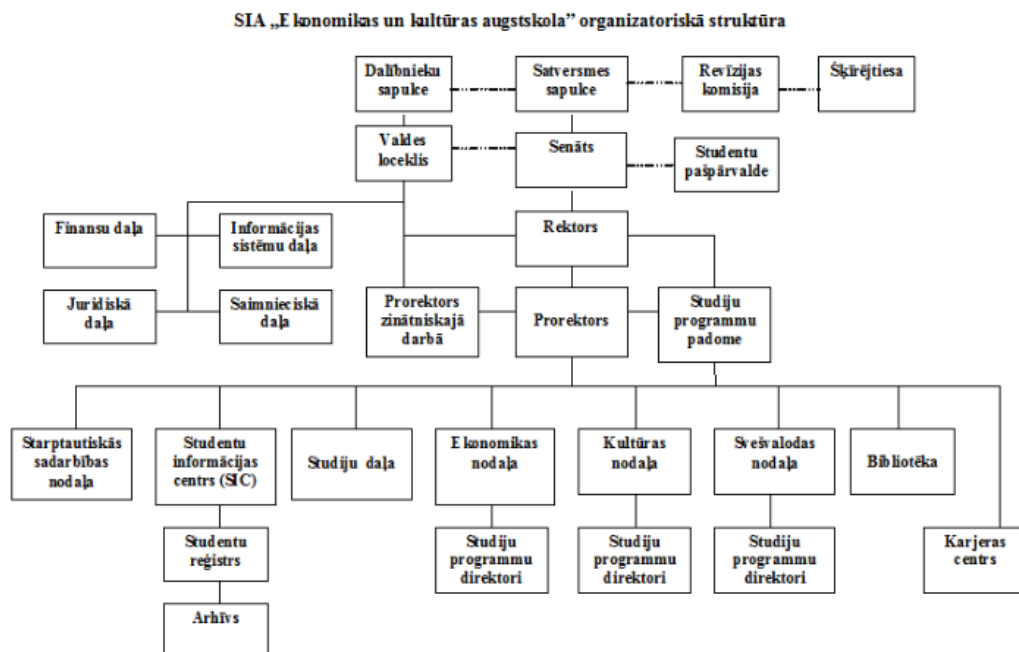 SIA „Ekonomikas un kultūras augstskola” organizatoriskā struktūra
Dalībnieku
sapulce
Satversmes
sapulce
Revīzijas
komisija
Šķīrējtiesa
Valdes
loceklis
Senāts
Studentu
pašpārvalde
Finansu daļa
Informācijas
sistēmu daļa
Rektors
Juridiskā
daļa
Saimnieciskā
daļa
Prorektors
zinātniskajā
darbā
Prorektors
Studiju
programmu
padome
Starptautiskās
sadarbības
nodaļa
Studentu
informācijas
centrs (SIC)
Studiju daļa
Ekonomikas
nodaļa
Kultūras
nodaļa
Svešvalodas
nodaļa
Bibliotēka
Studentu
reģistrs
Studiju
programmu
direktori
Studiju
programmu
direktori
Studiju
programmu
direktori
Karjeras
centrs
Arhīvs